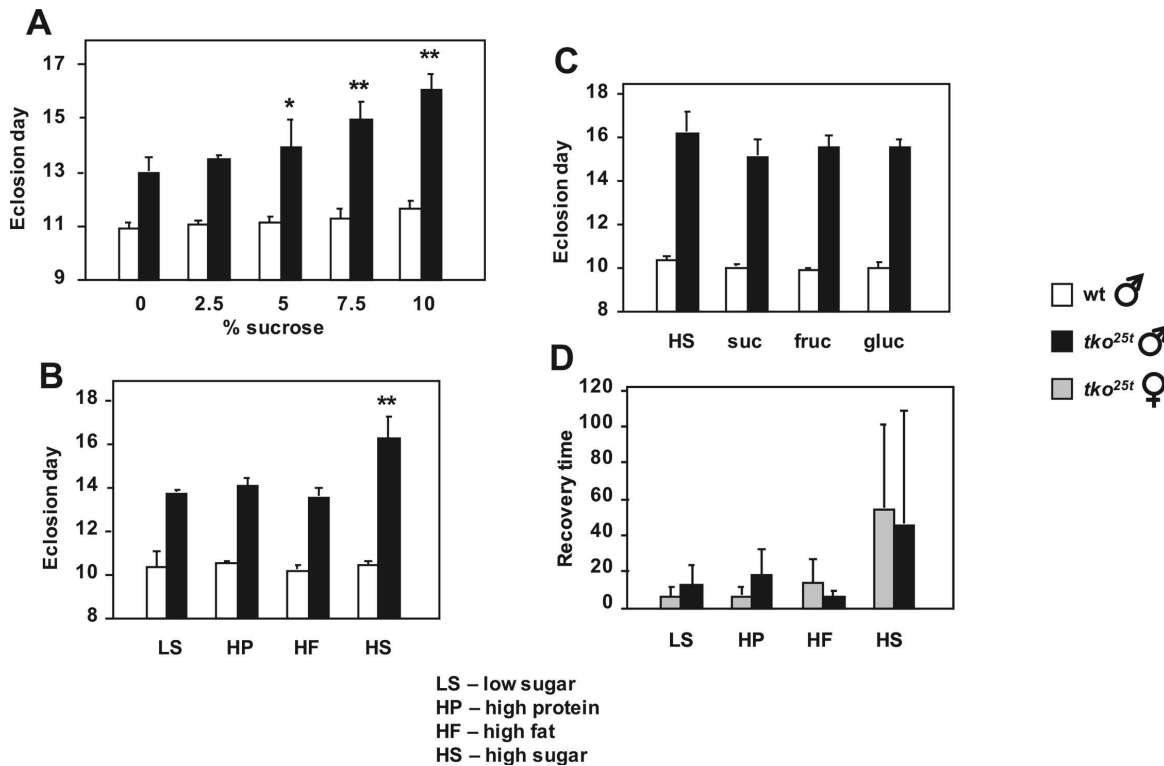 A
Eclosion day
17
15
13
11
9
* ** **
0 2.5 5 7.5 10
% sucrose
B
Eclosion day
18
16
14
12
10
8
**
LS HP HF HS
LS – low sugar
HP – high protein
HF – high fat
HS – high sugar
C
Eclosion day
18
16
14
12
10
8
HS suc fruc gluc
D
Recovery time
120
100
80
60
40
20
0
LS HP HF HS
wt ♂
tko25t ♂
tko25t ♀